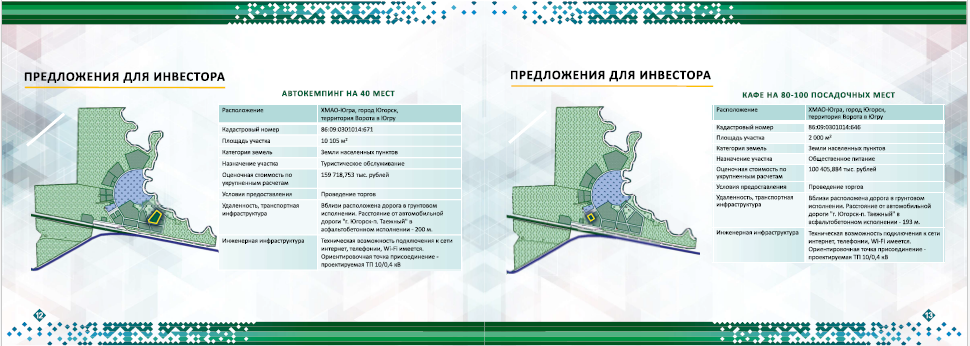 ПРЕДЛОЖЕНИЯ ДЛЯ ИНВЕСТОРА
АВТОКЕМПИНГ НА 40 МЕСТ
Расположение ХМАО-Югра, город Югорск,
территория Ворота в Югру
Кадастровый номер 86:09:0301014:671
Площадь участка 10 105 м²
Категория земель Земли населенных пунктов
Назначение участка Туристическое обслуживание
Оценочная стоимость по 159 718,753 тыс. рублей
укрупненным расчетам
Условия предоставления Проведение торгов
Удаленность, транспортная Вблизи расположена дорога в грунтовом
инфраструктура исполнении. Расстояние от автомобильной
дороги "г. Югорск-п. Таежный" в
асфальтобетонном исполнении - 200 м.
Инженерная инфраструктура Техническая возможность подключения к сети
интернет, телефонии, Wi-Fi имеется.
Ориентировочная точка присоединение -
проектируемая ТП 10/0,4 кВ
12
ПРЕДЛОЖЕНИЯ ДЛЯ ИНВЕСТОРА
КАФЕ НА 80-100 ПОСАДОЧНЫХ МЕСТ
Расположение ХМАО-Югра, город Югорск,
территория Ворота в Югру
Кадастровый номер 86:09:0301014:646
Площадь участка 2 000 м²
Категория земель Земли населенных пунктов
Назначение участка Общественное питание
Оценочная стоимость по 100 405,884 тыс. рублей
укрупненным расчетам
Условия предоставления Проведение торгов
Удаленность, транспортная Вблизи расположена дорога в грунтовом
инфраструктура исполнении. Расстояние от автомобильной
дороги "г. Югорск-п. Таежный" в
асфальтобетонном исполнении - 193 м.
Инженерная инфраструктура Техническая возможность подключения к сети
интернет, телефонии, Wi-Fi имеется.
Ориентировочная точка присоединение -
проектируемая ТП 10/0,4 кВ
13